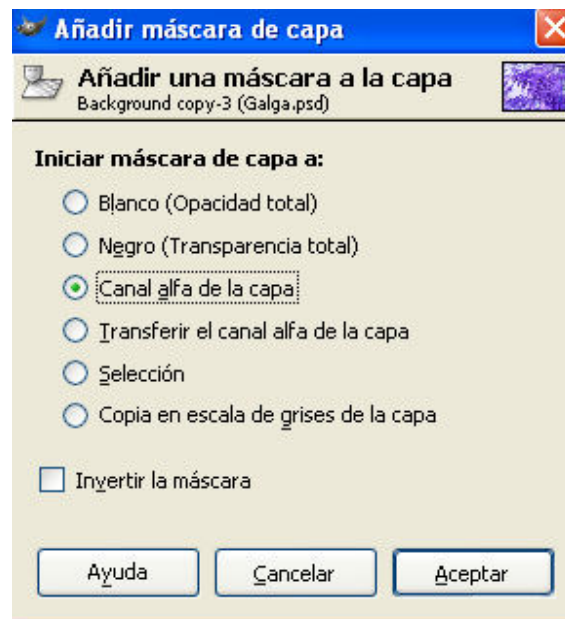 Añadir máscara de capa
Añadir una máscara a la capa
Background copy-3 (Galga.psd)
Iniciar máscara de capa a:
Blanco (Opacidad total)
Negro (Transparencia total)
Canal alfa de la capa
Transferir el canal alfa de la capa
Selección
Copia en escala de grises de la capa
Invertir la máscara
Ayuda Cancelar Aceptar